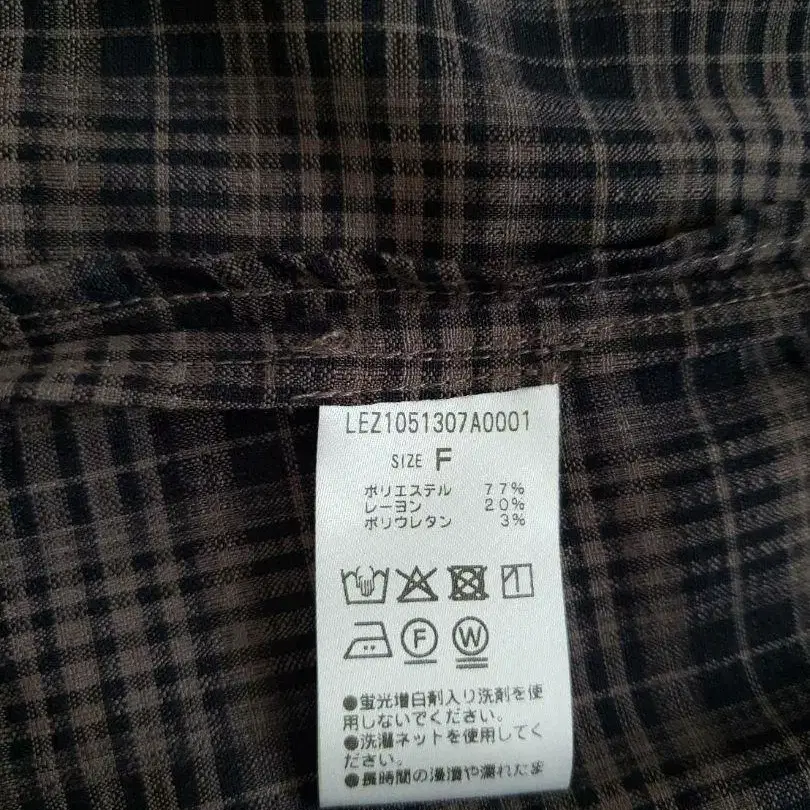 LEZ1051307A0001
SIZE F
ポリエステル 77%
レーヨン 20%
ポリウレタン 3%
F W
●蛍光増白剤入り洗剤を使
用しないでください。
●洗濯ネットを使用してく
ださい。
●長時間の浸漬や濡れたま